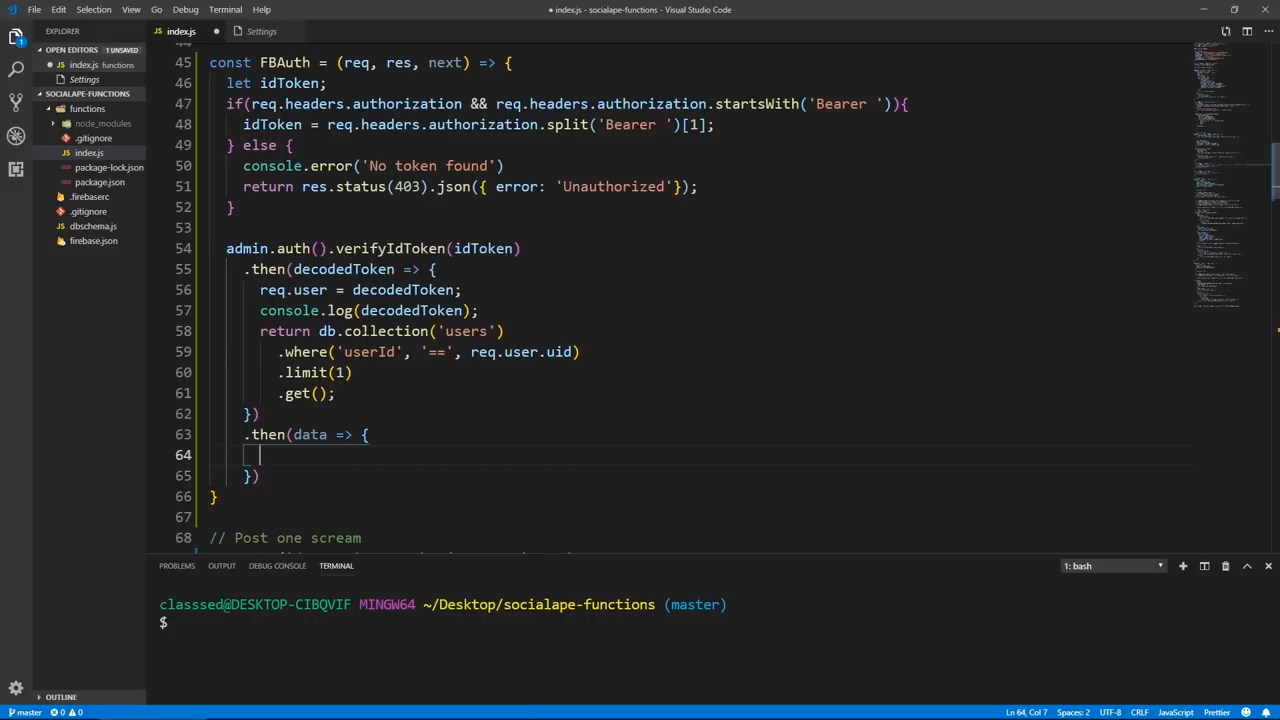 File Edit Selection View Go Debug Terminal Help
● index.js - socialape-functions - Visual Studio Code
EXPLORER
OPEN EDITORS 1 UNSAVED
index.js functions
Settings
SOCIALAPE-FUNCTIONS
functions
node_modules
.gitignore
index.js
package-lock.json
package.json
.firebaserc
.gitignore
dbschema.js
firebase.json
OUTLINE
index.js
Settings
45 const FBAuth = (req, res, next) => {
46 let idToken;
47 if(req.headers.authorization && req.headers.authorization.startsWith('Bearer ')){
48 idToken = req.headers.authorization.split('Bearer ')[1];
49 } else {
50 console.error('No token found')
51 return res.status(403).json({ error: 'Unauthorized'});
52 }
53
54 admin.auth().verifyIdToken(idToken)
55 .then(decodedToken => {
56 req.user = decodedToken;
57 console.log(decodedToken);
58 return db.collection('users')
59 .where('userId', '==', req.user.uid)
60 .limit(1)
61 .get();
62 })
63 .then(data => {
64
65 })
66 }
67
68 // Post one scream
PROBLEMS OUTPUT DEBUG CONSOLE TERMINAL
1: bash
classsed@DESKTOP-CIBQVIF MINGW64 ~/Desktop/socialape-functions (master)
$
master 0 0
Ln 64, Col 7 Spaces: 2 UTF-8 CRLF JavaScript Prettier